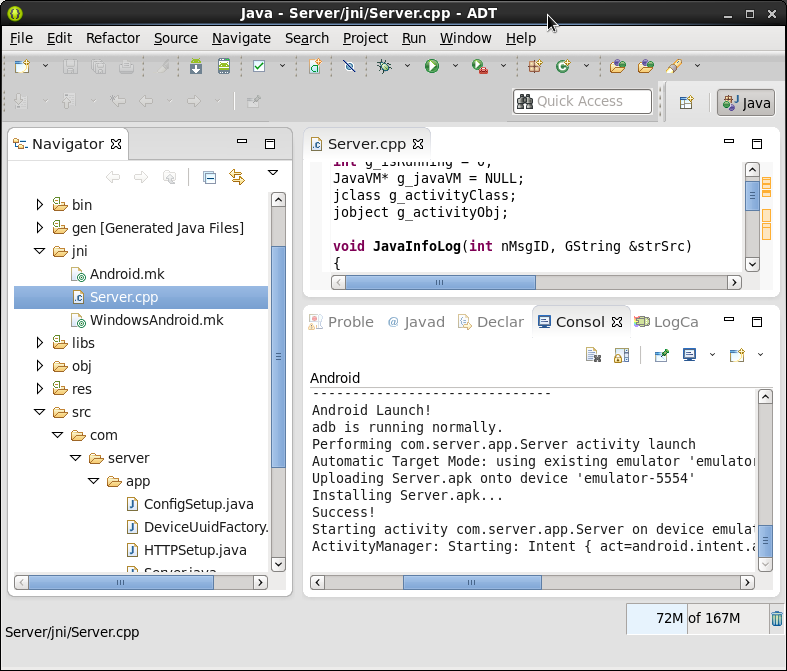 Java - Server/jni/Server.cpp - ADT
File Edit Refactor Source Navigate Search Project Run Window Help
Quick Access
Java
Navigator
bin
gen [Generated Java Files]
jni
Android.mk
Server.cpp
WindowsAndroid.mk
libs
obj
res
src
com
server
app
ConfigSetup.java
DeviceUuidFactory.
HTTPSetup.java
Server.java
Server.cpp
int g_isRunning = 0;
JavaVM* g_javaVM = NULL;
jclass g_activityClass;
jobject g_activityObj;
void JavaInfoLog(int nMsgID, GString &strSrc)
{
Proble Javad Declar Consol LogCa
Android
------------------------------
Android Launch!
adb is running normally.
Performing com.server.app.Server activity launch
Automatic Target Mode: using existing emulator 'emulator
Uploading Server.apk onto device 'emulator-5554'
Installing Server.apk...
Success!
Starting activity com.server.app.Server on device emulat
ActivityManager: Starting: Intent { act=android.intent.a
72M of 167M
Server/jni/Server.cpp